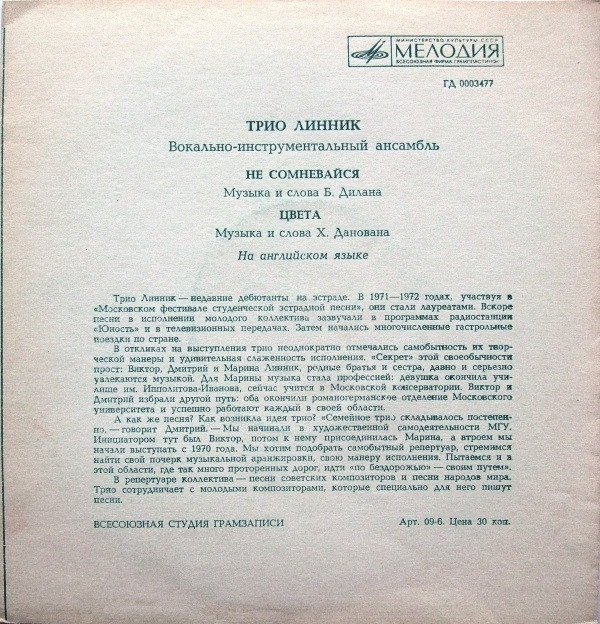 МИНИСТЕРСТВО КУЛЬТУРЫ СССР
МЕЛОДИЯ
ВСЕСОЮЗНАЯ ФИРМА ГРАМПЛАСТИНОК
ГД 0003477
ТРИО ЛИННИК
Вокально-инструментальный ансамбль
НЕ СОМНЕВАЙСЯ
Музыка и слова Б. Дилана
ЦВЕТА
Музыка и слова Х. Данована
На английском языке
Трио Линник — недавние дебютанты на эстраде. В 1971—1972 годах, участвуя в
«Московском фестивале студенческой эстрадной песни», они стали лауреатами. Вскоре
песни в исполнении молодого коллектива зазвучали в программах радиостанции
«Юность» и в телевизионных передачах. Затем начались многочисленные гастрольные
поездки по стране.
В откликах на выступления трио неоднократно отмечались самобытность их твор-
ческой манеры и удивительная слаженность исполнения. «Секрет» этой своеобычности
прост: Виктор, Дмитрий и Марина Линник, родные братья и сестра, давно и серьезно
увлекаются музыкой. Для Марины музыка стала профессией: девушка окончила учи-
лище им. Ипполитова-Иванова, сейчас учится в Московской консерватории. Виктор и
Дмитрий избрали другой путь: оба окончили романогерманское отделение Московского
университета и успешно работают каждый в своей области.
А как же песня? Как возникла идея трио? «Семейное трио складывалось постепен-
но, — говорит Дмитрий. — Мы начинали в художественной самодеятельности МГУ.
Инициатором тут был Виктор, потом к нему присоединилась Марина, а втроем мы
начали выступать с 1970 года. Мы хотим подобрать самобытный репертуар, стремимся
найти свой почерк музыкальной аранжировки, свою манеру исполнения. Пытаемся и в
этой области, где так много проторенных дорог, идти «по бездорожью» — своим путем».
В репертуаре коллектива — песни советских композиторов и песни народов мира.
Трио сотрудничает с молодыми композиторами, которые специально для него пишут
песни.
ВСЕСОЮЗНАЯ СТУДИЯ ГРАМЗАПИСИ
Арт. 09-6. Цена 30 коп.